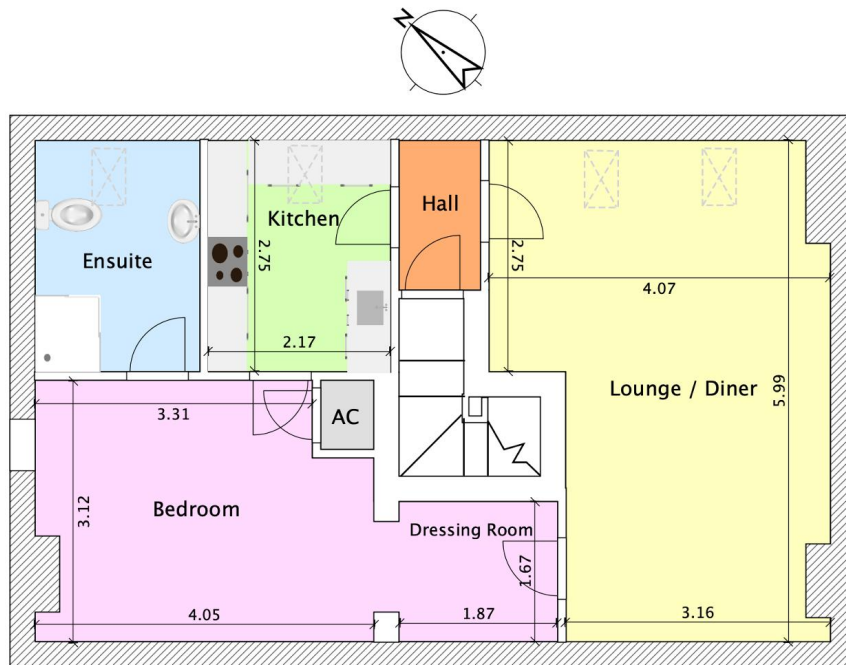 N
Ensuite
Kitchen
2.75
2.17
Hall
2.75
4.07
Lounge / Diner
5.99
3.31
AC
Bedroom
3.12
Dressing Room
1.67
4.05
1.87
3.16